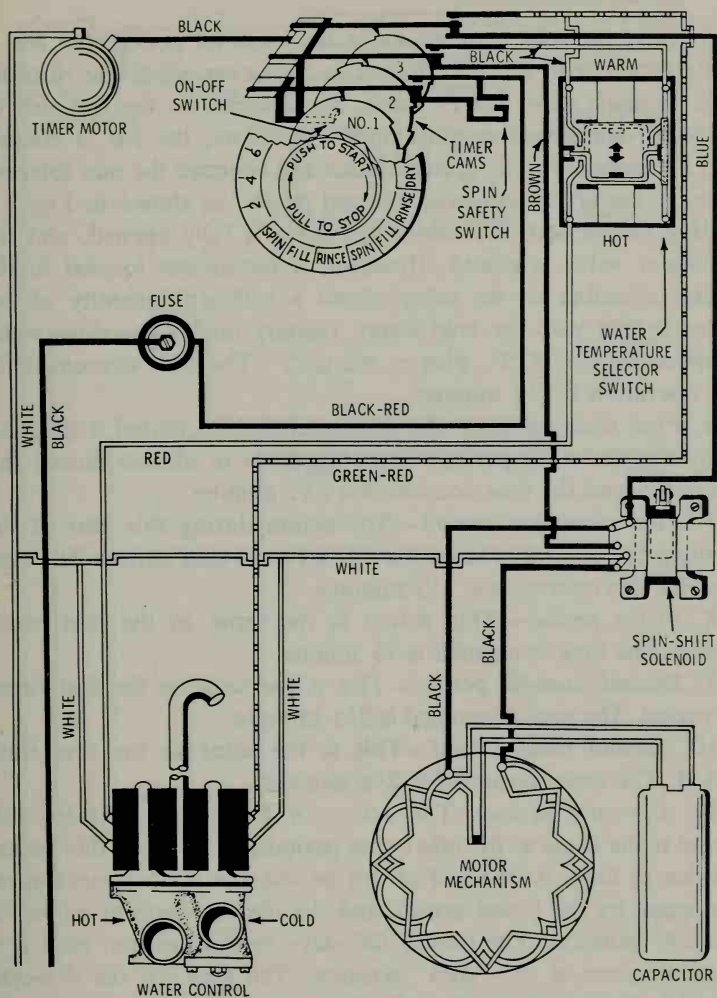 BLACK
TIMER MOTOR
ON-OFF
SWITCH
3
2
NO. 1
PUSH TO START
PULL TO STOP
2 4 6
SPIN FILL RINSE SPIN FILL RINSE DRY
TIMER
CAMS
SPIN
SAFETY
SWITCH
BLACK
BROWN
WARM
HOT
BLUE
WATER
TEMPERATURE
SELECTOR
SWITCH
FUSE
WHITE
BLACK
BLACK-RED
RED
GREEN-RED
WHITE
SPIN-SHIFT
SOLENOID
WHITE
WHITE
BLACK
BLACK
HOT
COLD
WATER CONTROL
MOTOR
MECHANISM
CAPACITOR